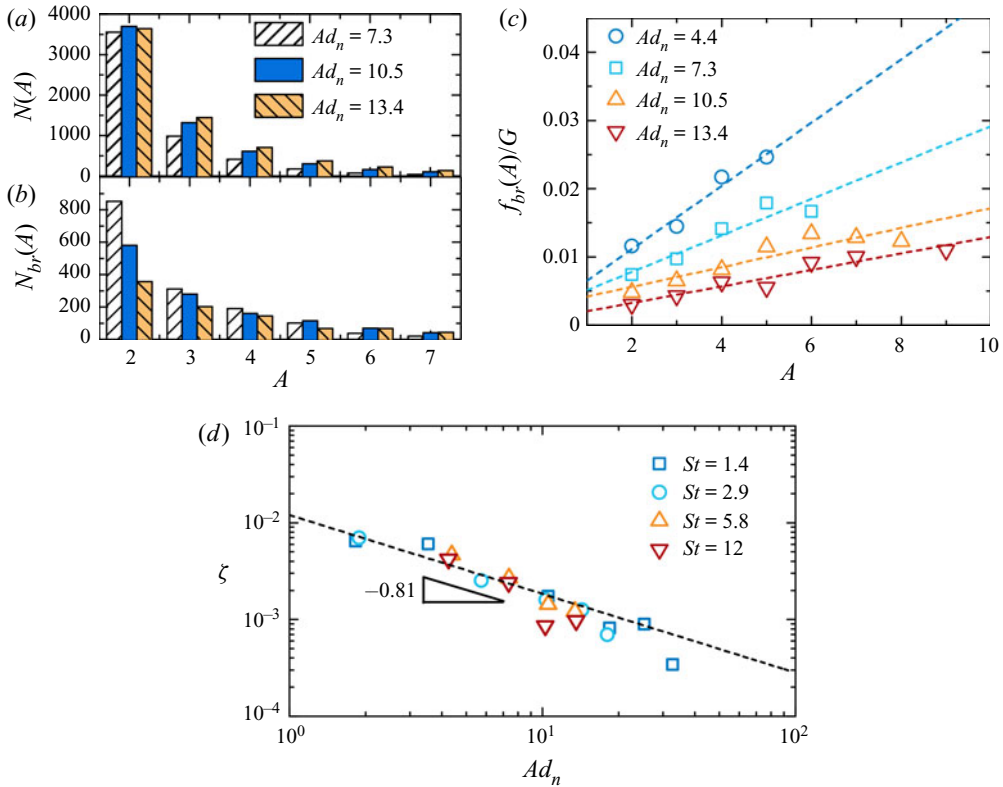 (a)
4000
3000
2000
1000
0
N(A)
Ad_n = 7.3
Ad_n = 10.5
Ad_n = 13.4
(b)
800
600
400
200
0
N_br(A)
2 3 4 5 6 7
A
(c)
0.04
0.03
0.02
0.01
0
f_br(A)/G
Ad_n = 4.4
Ad_n = 7.3
Ad_n = 10.5
Ad_n = 13.4
2 4 6 8 10
A
(d)
10^−1
10^−2
10^−3
10^−4
ζ
−0.81
St = 1.4
St = 2.9
St = 5.8
St = 12
10^0 10^1 10^2
Ad_n